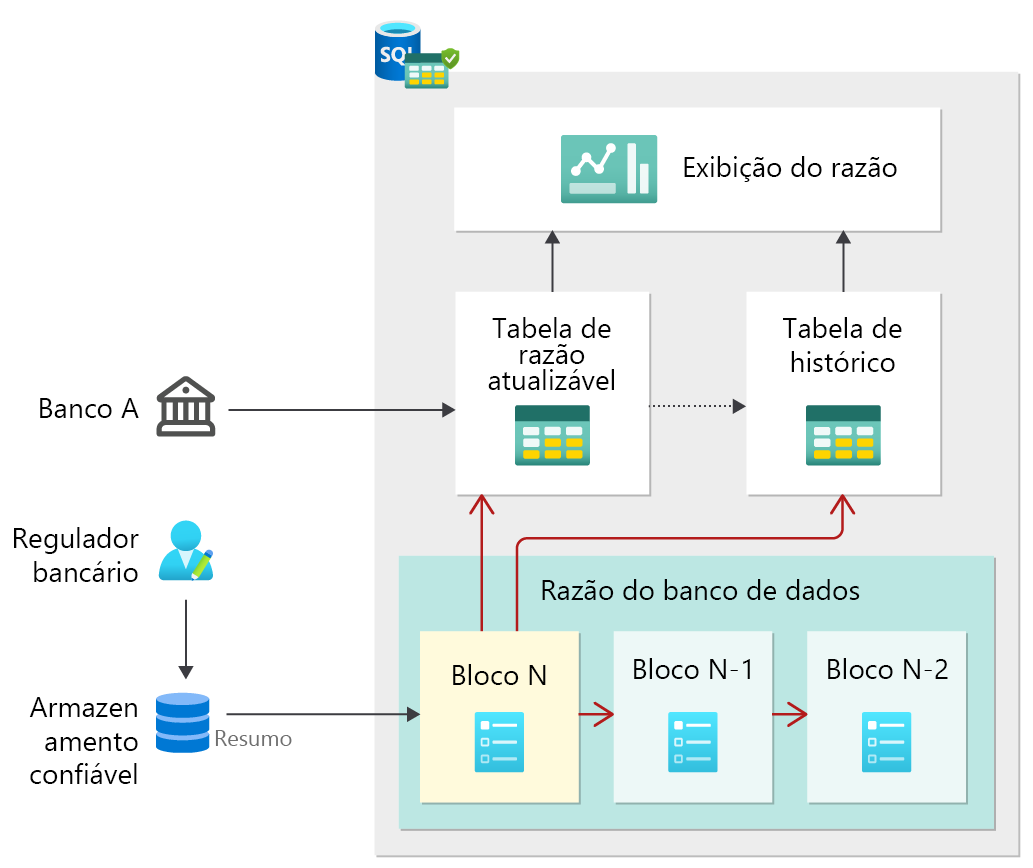 SQL
Exibição do razão
Tabela de
razão
atualizável
Tabela de
histórico
Banco A
Regulador
bancário
Razão do banco de dados
Bloco N
Bloco N-1
Bloco N-2
Armazen
amento
confiável
Resumo